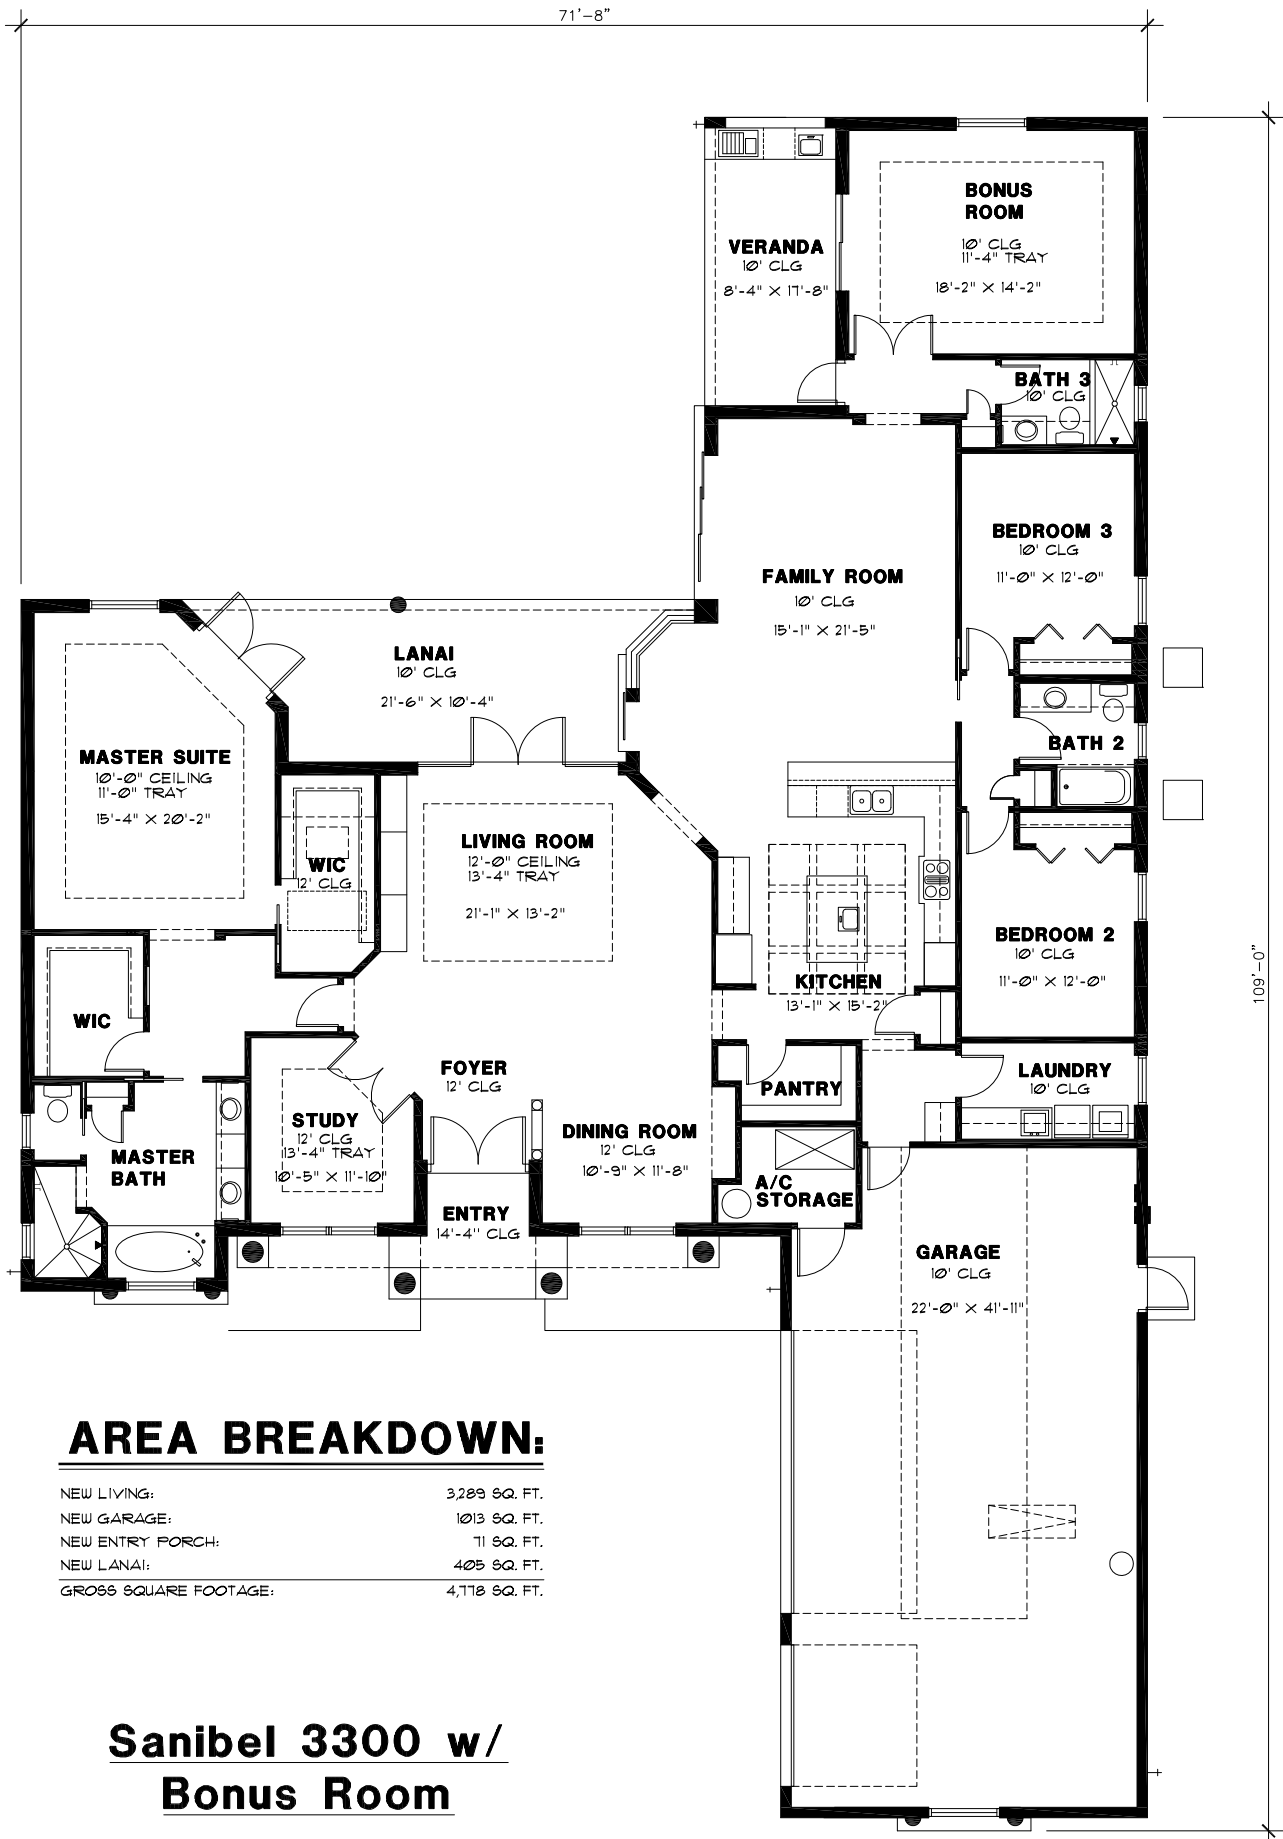 71'-8"
BONUS
ROOM
10' CLG
11'-4" TRAY
18'-2" X 14'-2"
VERANDA
10' CLG
8'-4" X 17'-8"
BATH 3
10' CLG
BEDROOM 3
10' CLG
11'-0" X 12'-0"
FAMILY ROOM
10' CLG
15'-1" X 21'-5"
LANAI
10' CLG
21'-6" X 10'-4"
MASTER SUITE
10'-0" CEILING
11'-0" TRAY
15'-4" X 20'-2"
BATH 2
LIVING ROOM
12'-0" CEILING
13'-4" TRAY
21'-1" X 13'-2"
WIC
12' CLG
BEDROOM 2
10' CLG
11'-0" X 12'-0"
109'-0"
KITCHEN
13'-1" X 15'-2"
WIC
FOYER
12' CLG
PANTRY
LAUNDRY
10' CLG
STUDY
12' CLG
13'-4" TRAY
10'-5" X 11'-10"
DINING ROOM
12' CLG
10'-9" X 11'-8"
MASTER
BATH
A/C
STORAGE
ENTRY
14'-4" CLG
GARAGE
10' CLG
22'-0" X 41'-11"
AREA BREAKDOWN:
NEW LIVING: 3,289 SQ. FT.
NEW GARAGE: 1013 SQ. FT.
NEW ENTRY PORCH: 71 SQ. FT.
NEW LANAI: 405 SQ. FT.
GROSS SQUARE FOOTAGE: 4,778 SQ. FT.
Sanibel 3300 w/
Bonus Room